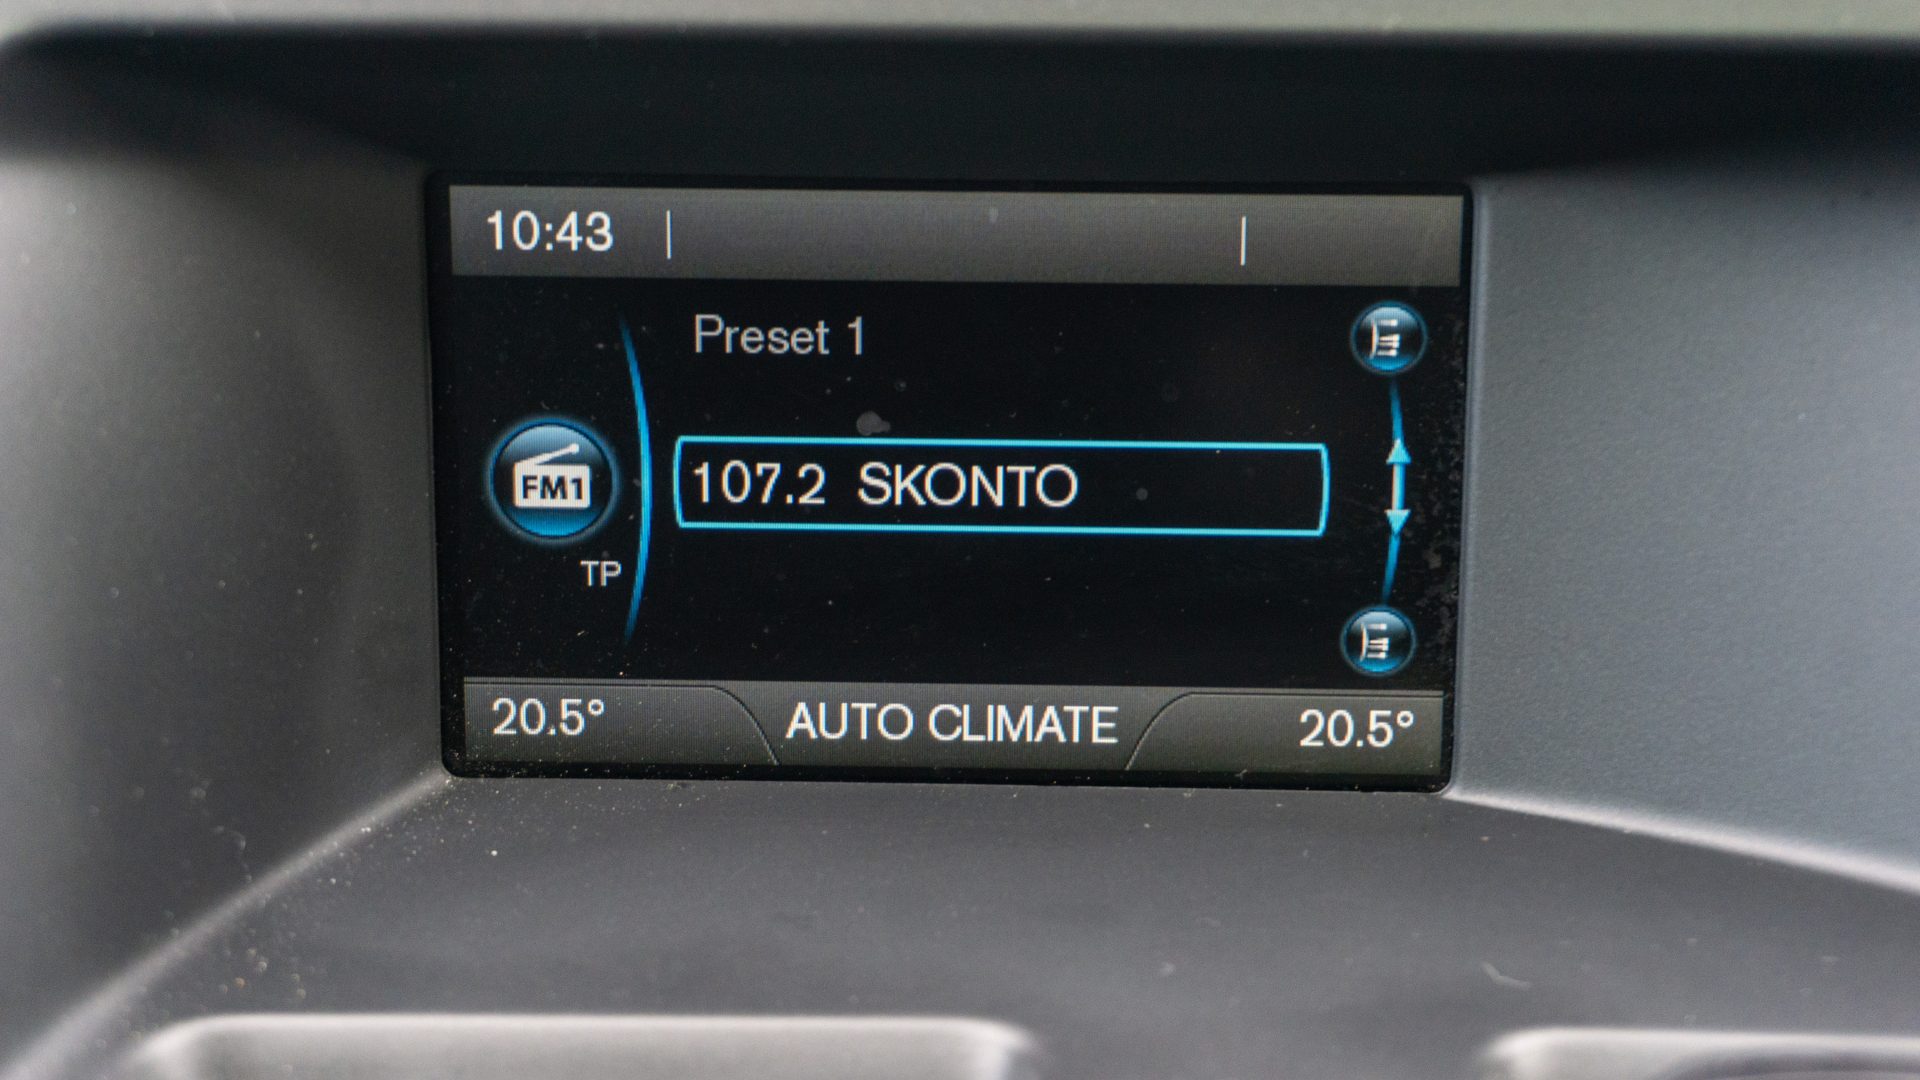 10:43
Preset 1
FM1
107.2 SKONTO
TP
20.5° AUTO CLIMATE 20.5°